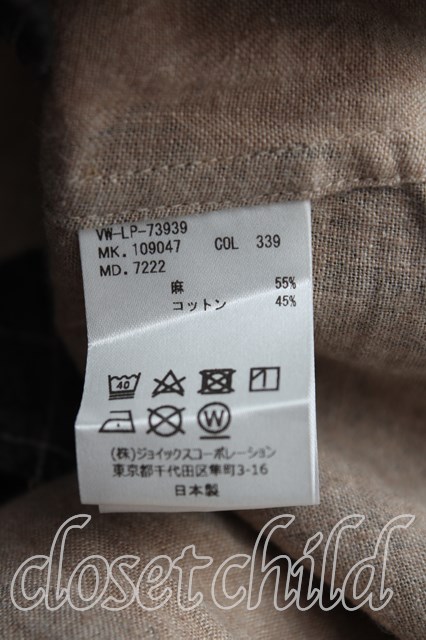 VW-LP-73939
MK. 109047 COL 339
MD. 7222
麻 55%
コットン 45%
40
W
(株)ジョイックスコーポレーション
東京都千代田区隼町3-16
日本製
closetchild